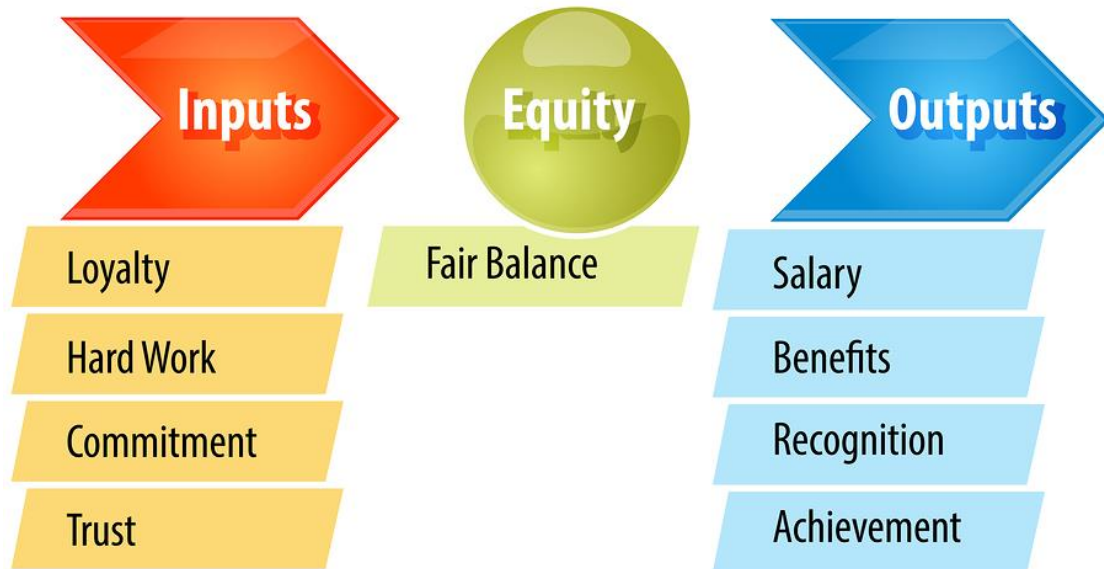 Inputs
Loyalty
Hard Work
Commitment
Trust
Equity
Fair Balance
Outputs
Salary
Benefits
Recognition
Achievement